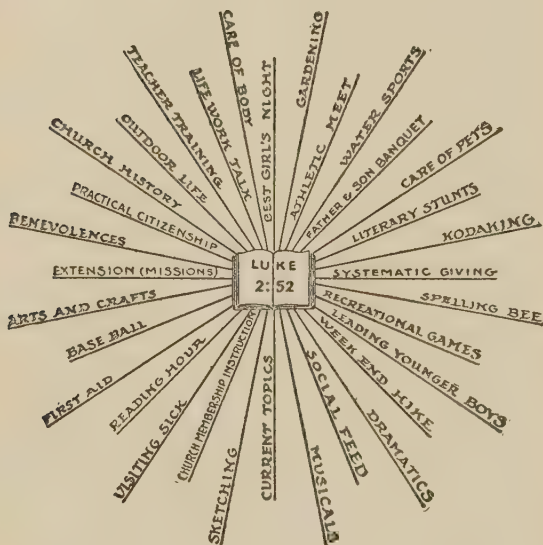 LUKE
2:52
BEST GIRL'S NIGHT
GARDENING
ATHLETIC MEET
WATER SPORTS
FATHER & SON BANQUET
CARE OF PETS
LITERARY STUNTS
KODAKING
SYSTEMATIC GIVING
SPELLING BEE
RECREATIONAL GAMES
LEADING YOUNGER BOYS
WEEK END HIKE
DRAMATICS
SOCIAL FEED
MUSICALS
CURRENT TOPICS
SKETCHING
CHURCH MEMBERSHIP INSTRUCTION
VISITING SICK
READING HOUR
FIRST AID
BASE BALL
ARTS AND CRAFTS
EXTENSION (MISSIONS)
BENEVOLENCES
PRACTICAL CITIZENSHIP
CHURCH HISTORY
OUTDOOR LIFE
TEACHER TRAINING
LIFE WORK TALK
CARE OF BODY